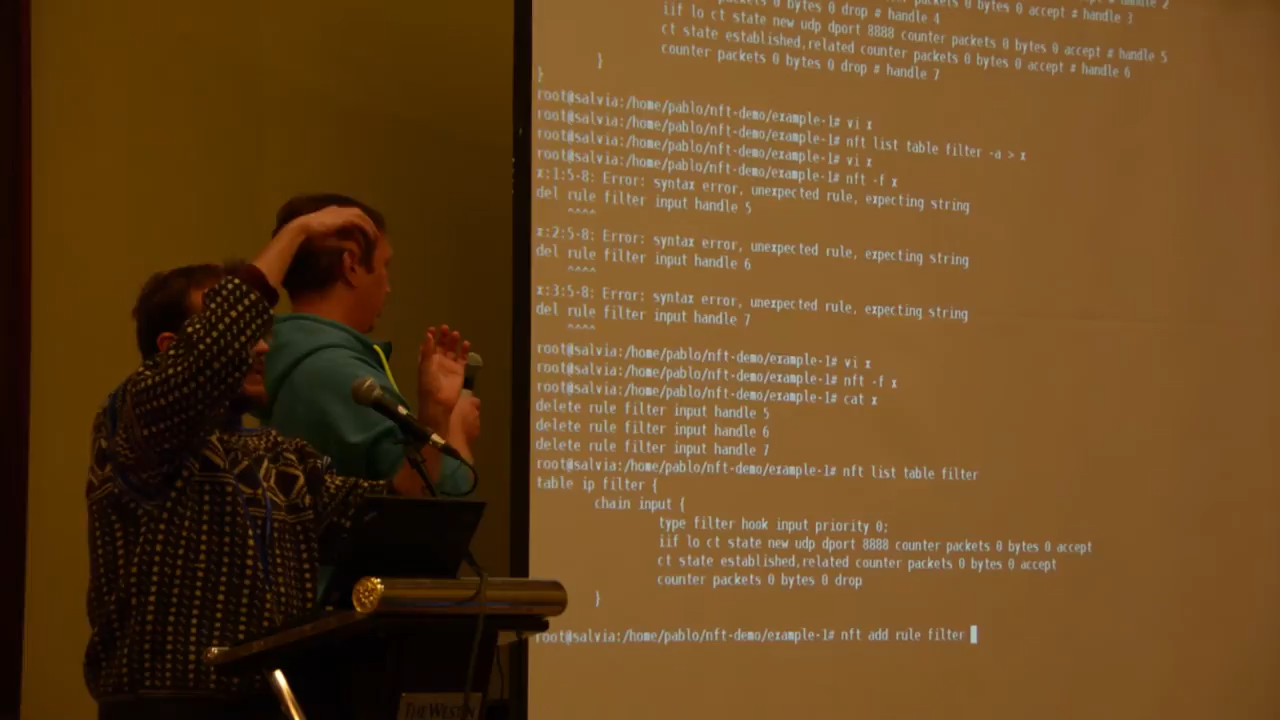 packets 0 bytes 0 accept # handle 3
packets 0 bytes 0 drop # handle 4
iif lo ct state new udp dport 8888 counter packets 0 bytes 0 accept # handle 5
ct state established,related counter packets 0 bytes 0 accept # handle 6
counter packets 0 bytes 0 drop # handle 7
}
}
root@salvia:/home/pablo/nft-demo/example-1# vi x
root@salvia:/home/pablo/nft-demo/example-1# nft list table filter -a > x
root@salvia:/home/pablo/nft-demo/example-1# vi x
root@salvia:/home/pablo/nft-demo/example-1# nft -f x
x:1:5-8: Error: syntax error, unexpected rule, expecting string
del rule filter input handle 5
^^^^
x:2:5-8: Error: syntax error, unexpected rule, expecting string
del rule filter input handle 6
^^^^
x:3:5-8: Error: syntax error, unexpected rule, expecting string
del rule filter input handle 7
^^^^
root@salvia:/home/pablo/nft-demo/example-1# vi x
root@salvia:/home/pablo/nft-demo/example-1# nft -f x
root@salvia:/home/pablo/nft-demo/example-1# cat x
delete rule filter input handle 5
delete rule filter input handle 6
delete rule filter input handle 7
root@salvia:/home/pablo/nft-demo/example-1# nft list table filter
table ip filter {
chain input {
type filter hook input priority 0;
iif lo ct state new udp dport 8888 counter packets 0 bytes 0 accept
ct state established,related counter packets 0 bytes 0 accept
counter packets 0 bytes 0 drop
}
root@salvia:/home/pablo/nft-demo/example-1# nft add rule filter
THE WESTIN